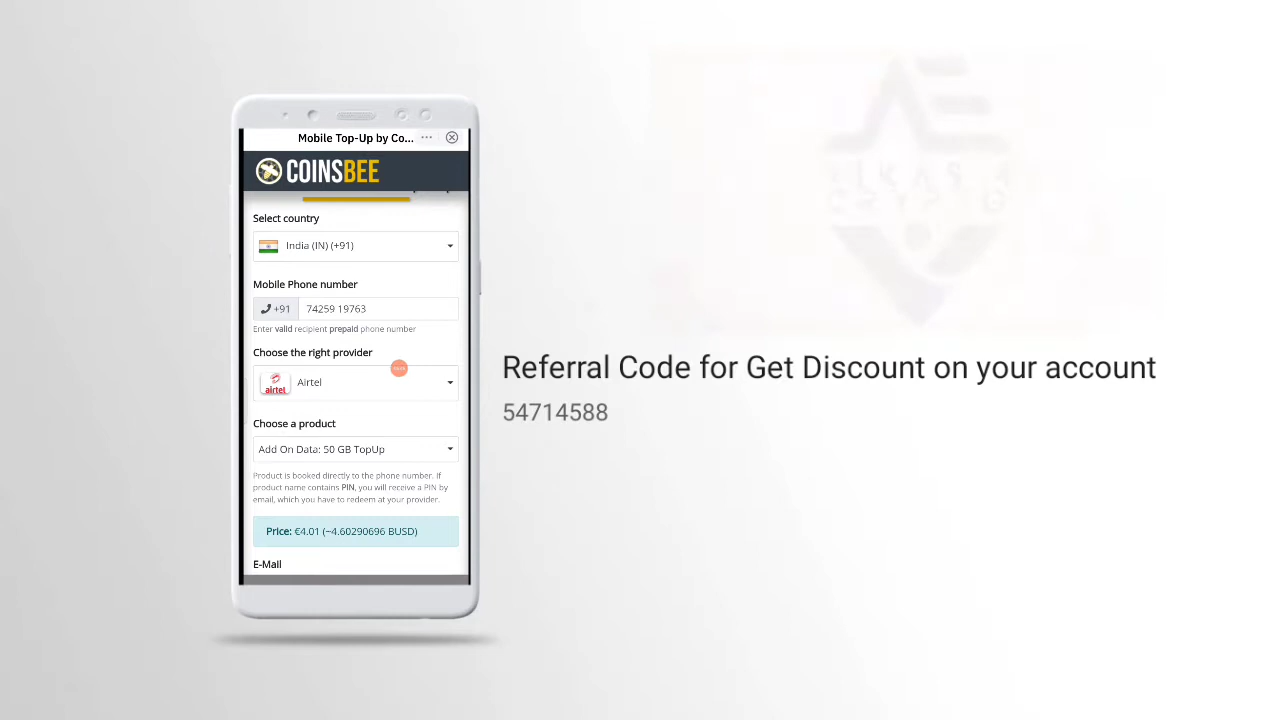 Mobile Top-Up by Co...
COINSBEE
Select country
India (IN) (+91)
Mobile Phone number
+91 74259 19763
Enter valid recipient prepaid phone number
Choose the right provider
airtel Airtel
Choose a product
Add On Data: 50 GB TopUp
Product is booked directly to the phone number. If
product name contains PIN, you will receive a PIN by
email, which you have to redeem at your provider.
Price: €4.01 (~4.60290696 BUSD)
E-Mail
Referral Code for Get Discount on your account
54714588